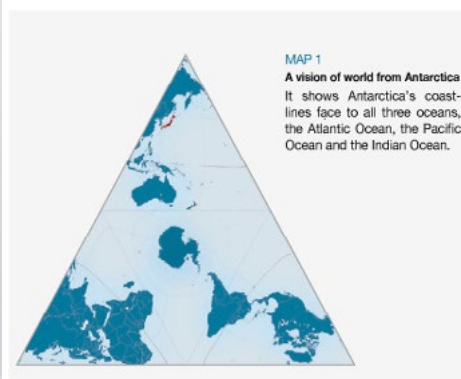 MAP 1
A vision of world from Antarctica
It shows Antarctica's coast-
lines face to all three oceans,
the Atlantic Ocean, the Pacific
Ocean and the Indian Ocean.